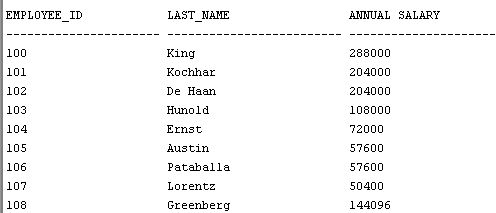 EMPLOYEE_ID LAST_NAME ANNUAL SALARY
---------------------- ------------------------- ----------------------
100 King 288000
101 Kochhar 204000
102 De Haan 204000
103 Hunold 108000
104 Ernst 72000
105 Austin 57600
106 Pataballa 57600
107 Lorentz 50400
108 Greenberg 144096